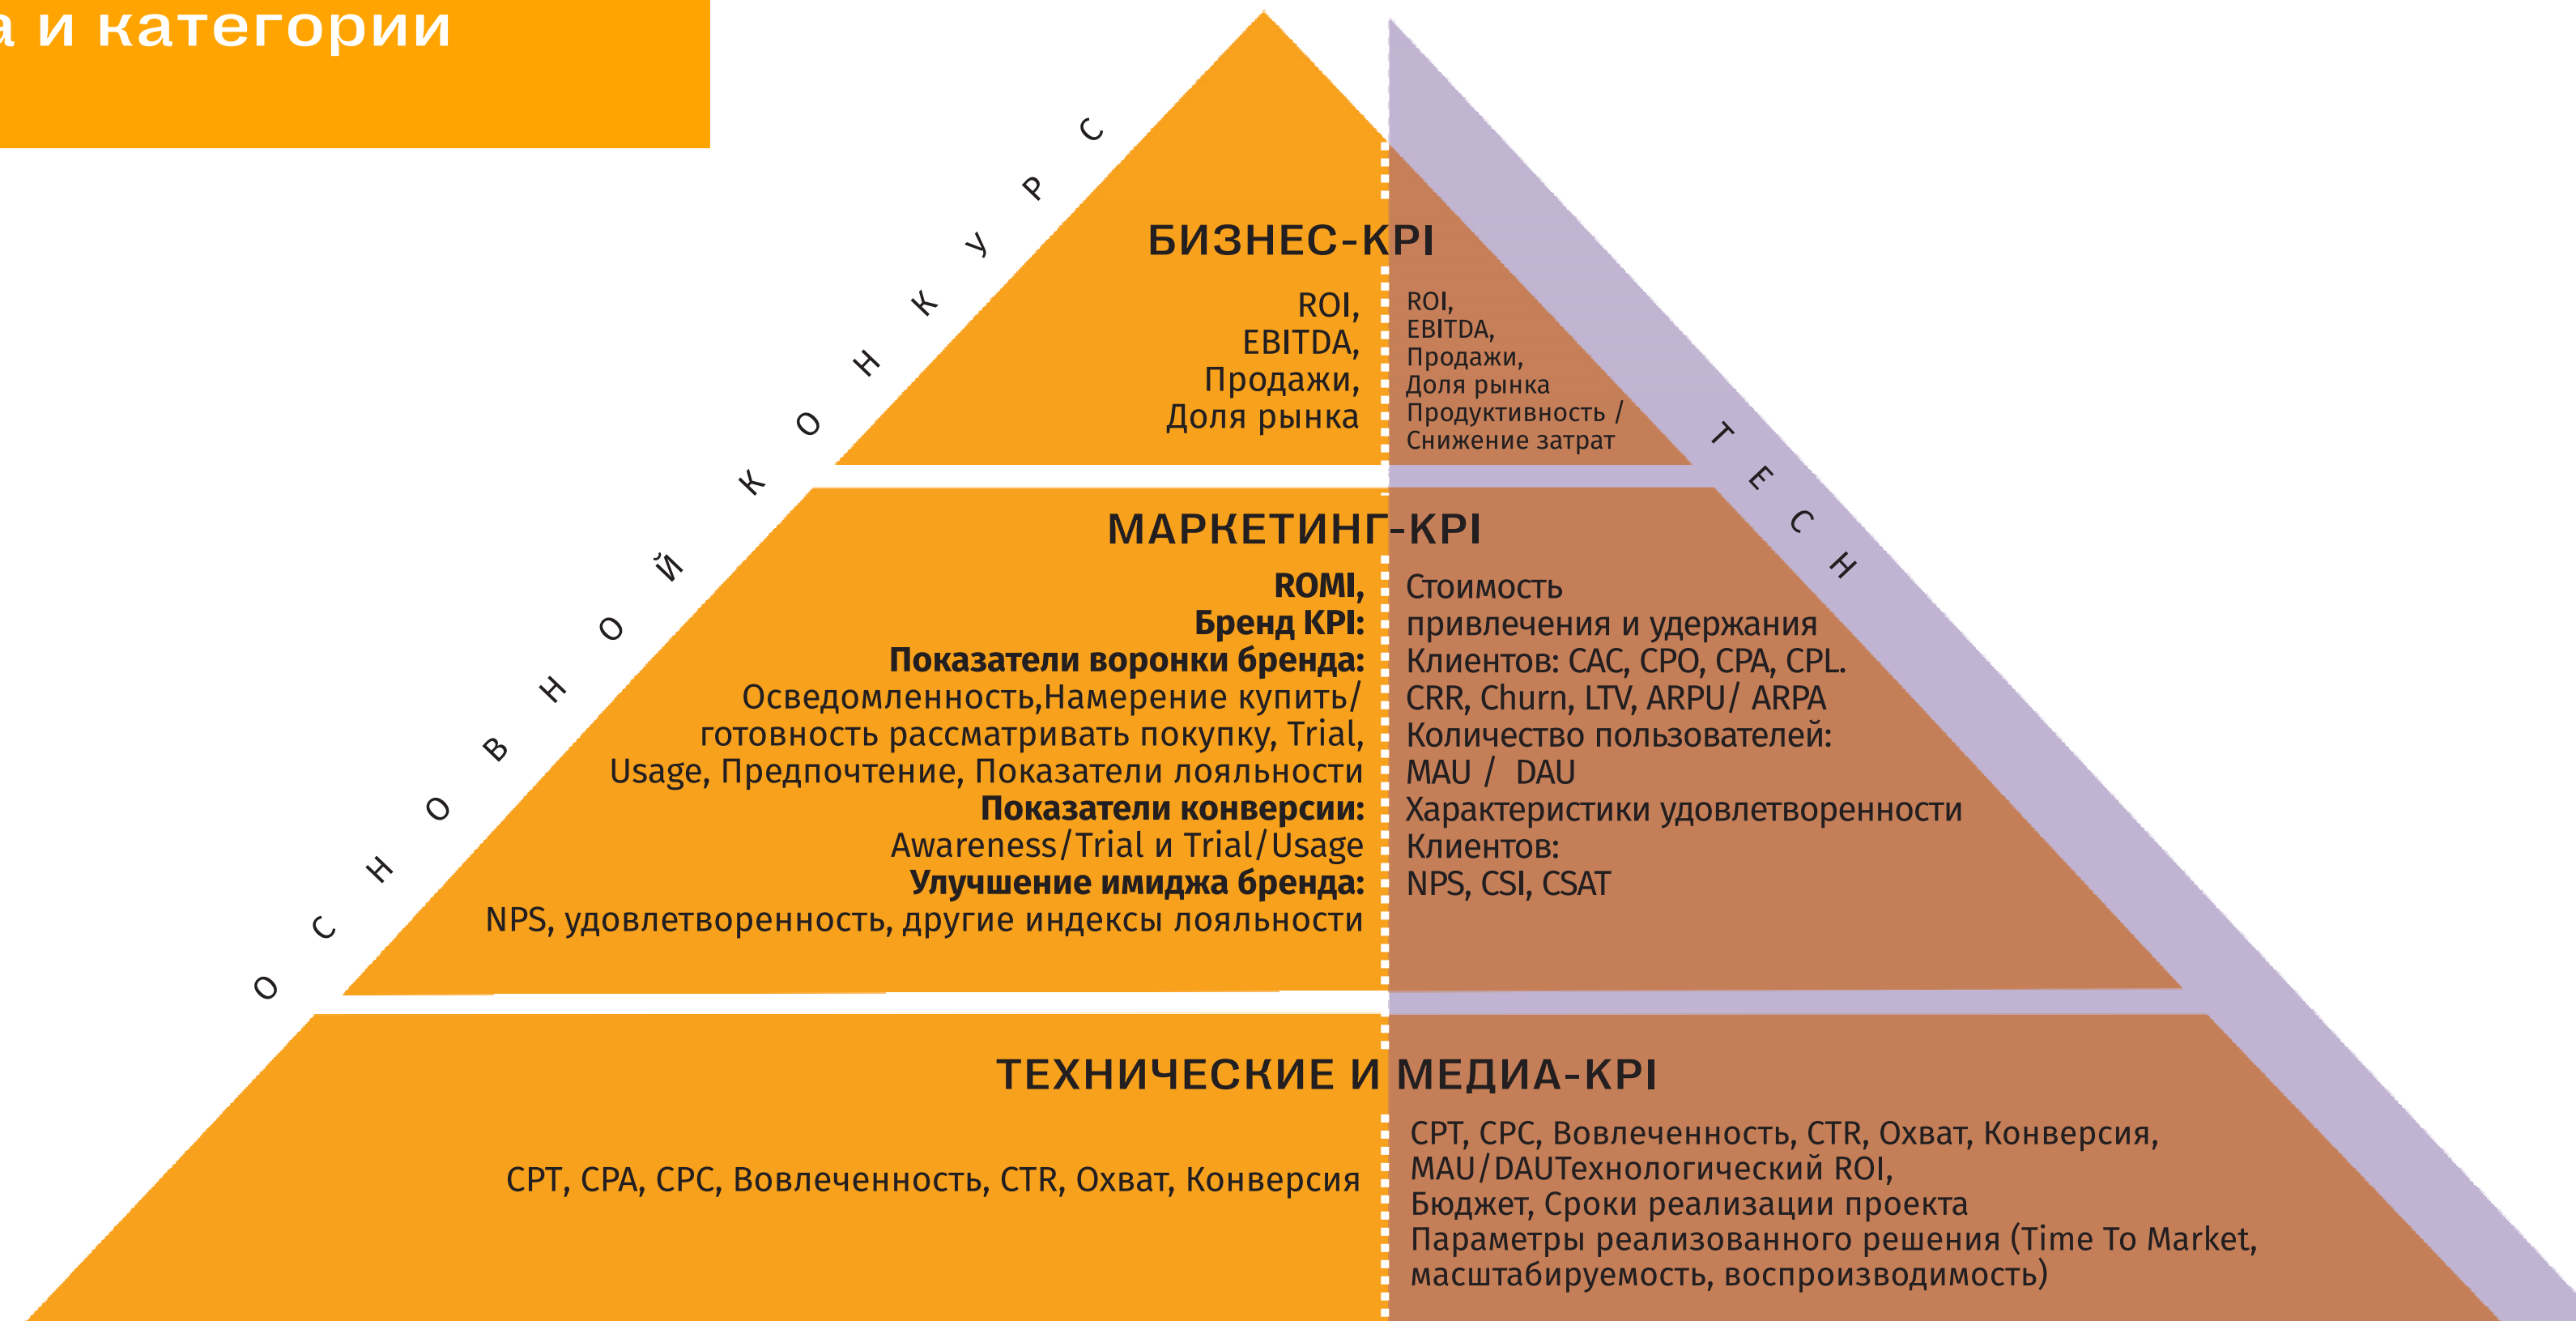 а и категории
ОСНОВНОЙ КОНКУРС
ТЕСН
БИЗНЕС-KPI
ROI,
EBITDA,
Продажи,
Доля рынка
ROI,
EBITDA,
Продажи,
Доля рынка
Продуктивность /
Снижение затрат
МАРКЕТИНГ-KPI
ROMI,
Бренд KPI:
Показатели воронки бренда:
Осведомленность,Намерение купить/
готовность рассматривать покупку, Trial,
Usage, Предпочтение, Показатели лояльности
Показатели конверсии:
Awareness/Trial и Trial/Usage
Улучшение имиджа бренда:
NPS, удовлетворенность, другие индексы лояльности
Стоимость
привлечения и удержания
Клиентов: CAC, CPO, CPA, CPL.
CRR, Churn, LTV, ARPU/ ARPA
Количество пользователей:
MAU / DAU
Характеристики удовлетворенности
Клиентов:
NPS, CSI, CSAT
ТЕХНИЧЕСКИЕ И МЕДИА-KPI
CPT, CPA, CPC, Вовлеченность, CTR, Охват, Конверсия
CPT, CPC, Вовлеченность, CTR, Охват, Конверсия,
MAU/DAUТехнологический ROI,
Бюджет, Сроки реализации проекта
Параметры реализованного решения (Time To Market,
масштабируемость, воспроизводимость)